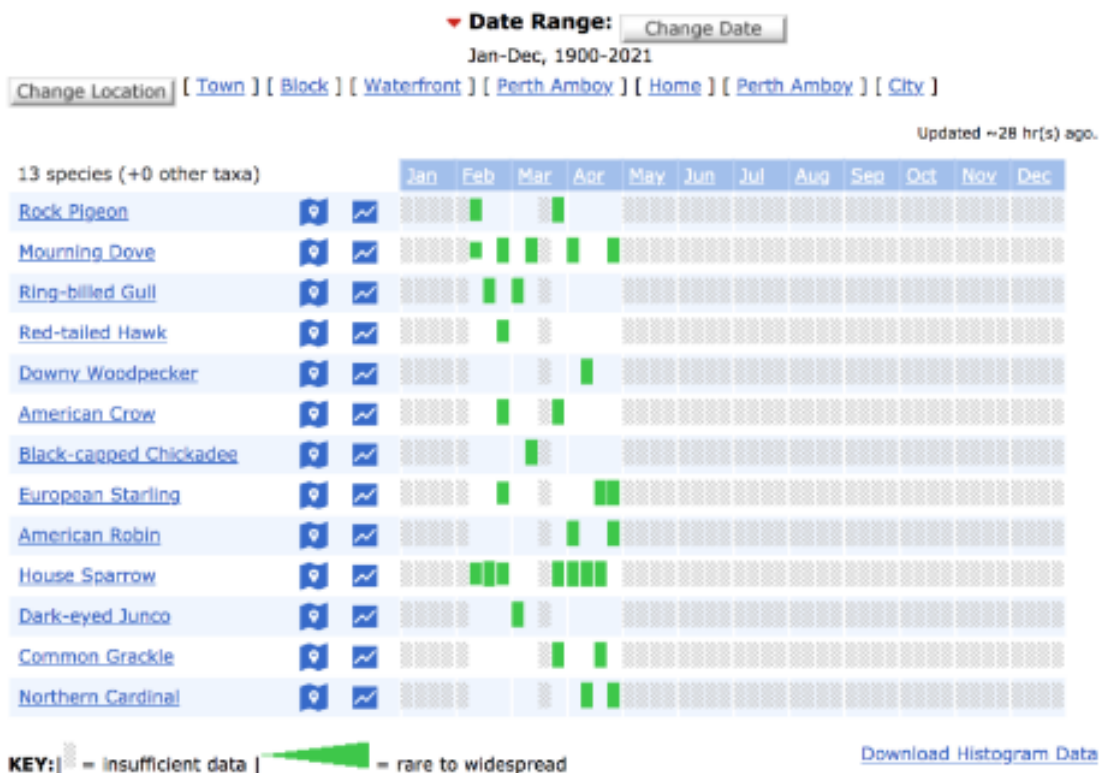 Date Range: Change Date
Jan-Dec, 1900-2021
Change Location [ Town ] [ Block ] [ Waterfront ] [ Perth Amboy ] [ Home ] [ Perth Amboy ] [ City ]
Updated ~28 hr(s) ago.
13 species (+0 other taxa) Jan Feb Mar Apr May Jun Jul Aug Sep Oct Nov Dec
Rock Pigeon
Mourning Dove
Ring-billed Gull
Red-tailed Hawk
Downy Woodpecker
American Crow
Black-capped Chickadee
European Starling
American Robin
House Sparrow
Dark-eyed Junco
Common Grackle
Northern Cardinal
KEY:| = insufficient data | = rare to widespread
Download Histogram Data